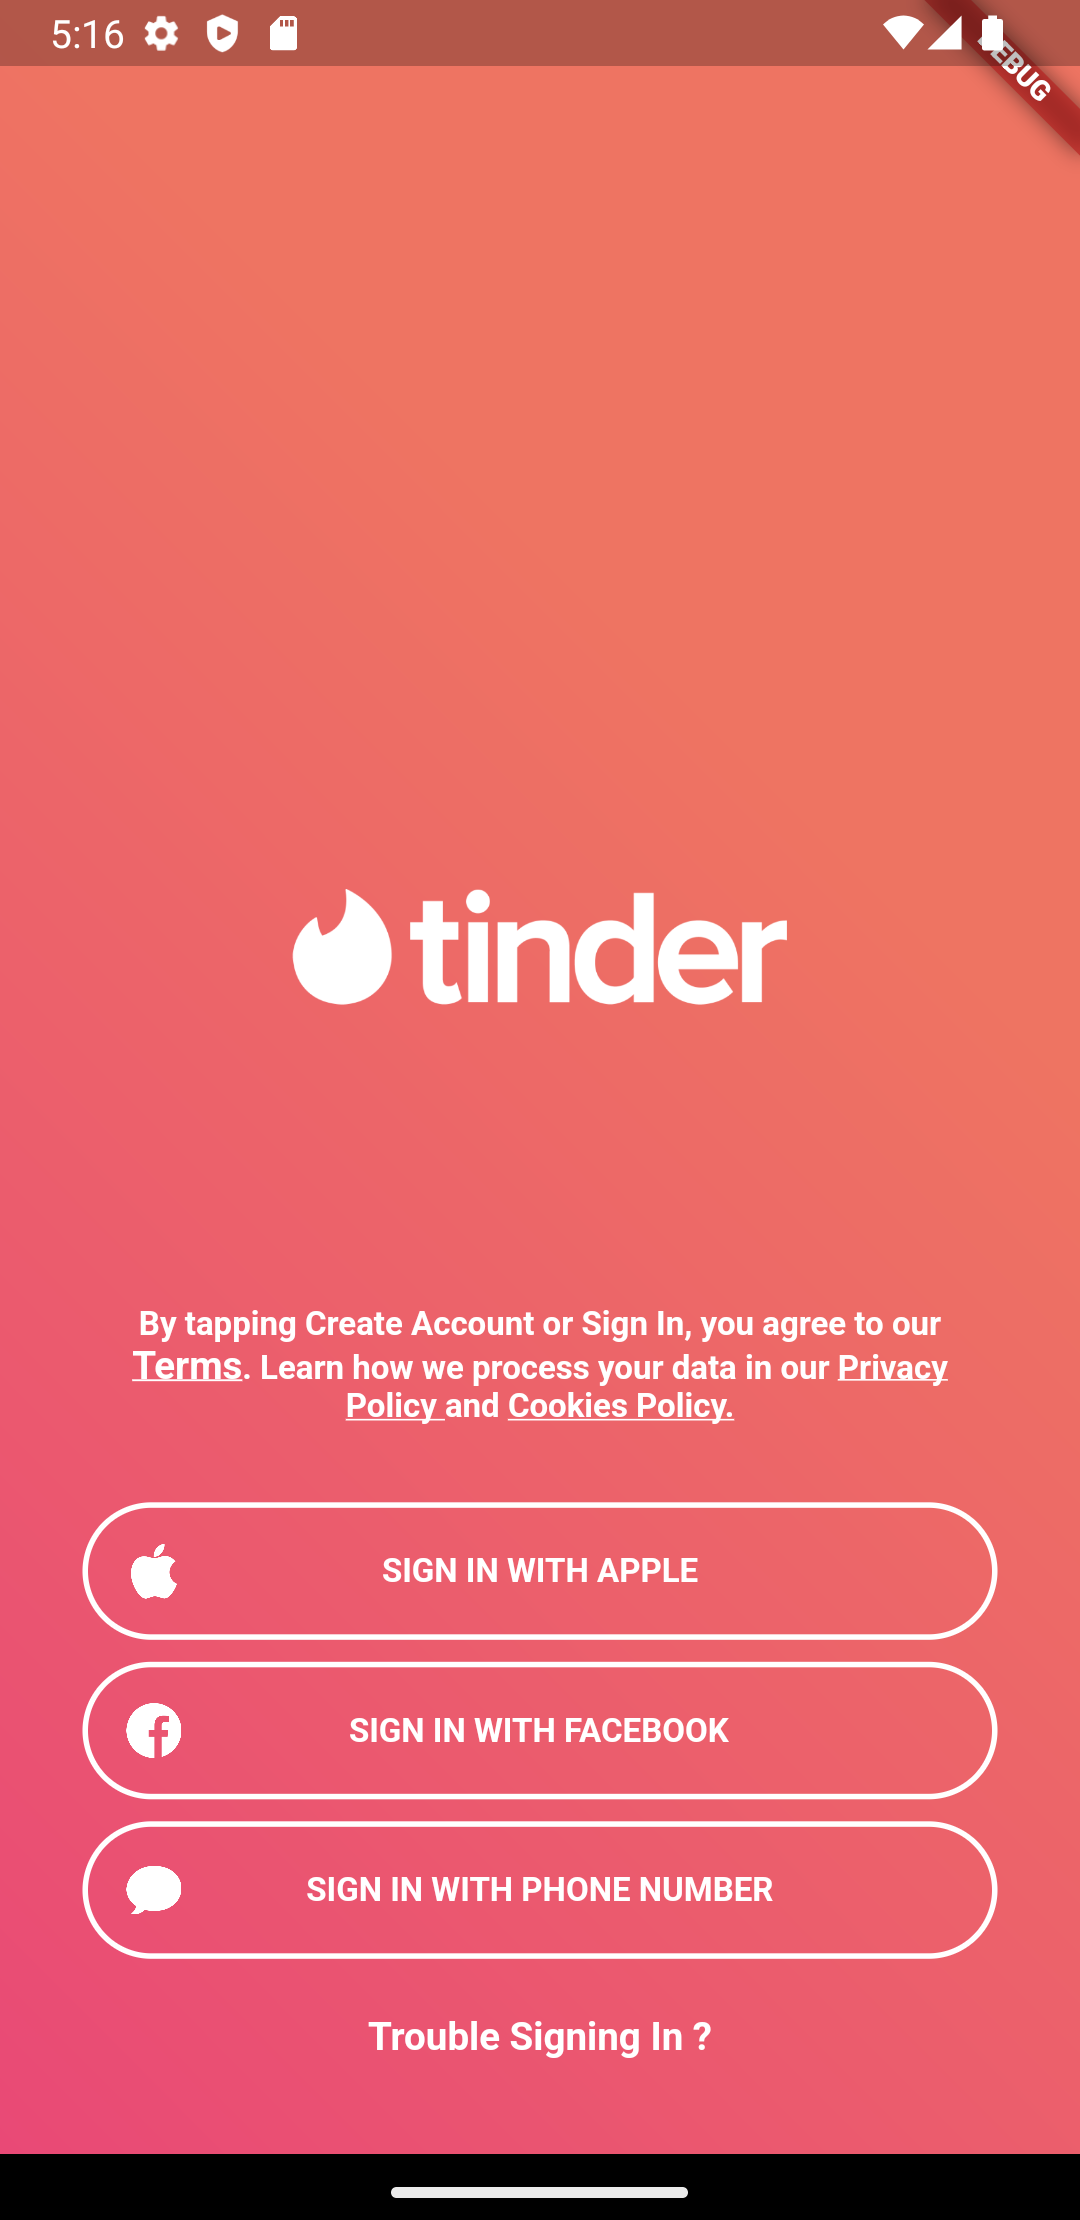 5:16
DEBUG
tinder
By tapping Create Account or Sign In, you agree to our
Terms. Learn how we process your data in our Privacy
Policy and Cookies Policy.
SIGN IN WITH APPLE
SIGN IN WITH FACEBOOK
SIGN IN WITH PHONE NUMBER
Trouble Signing In ?